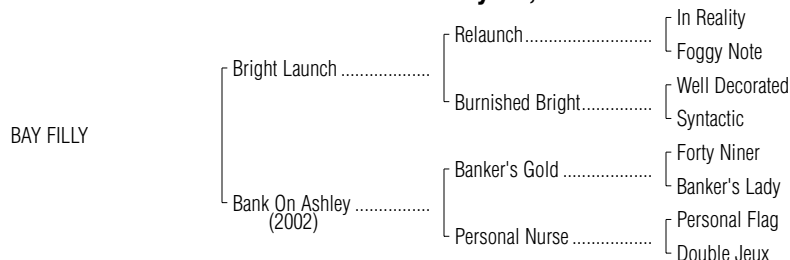 In Reality
Relaunch
Foggy Note
Bright Launch
Well Decorated
Burnished Bright
Syntactic
BAY FILLY
Forty Niner
Banker's Gold
Banker's Lady
Bank On Ashley
(2002)
Personal Flag
Personal Nurse
Double Jeux